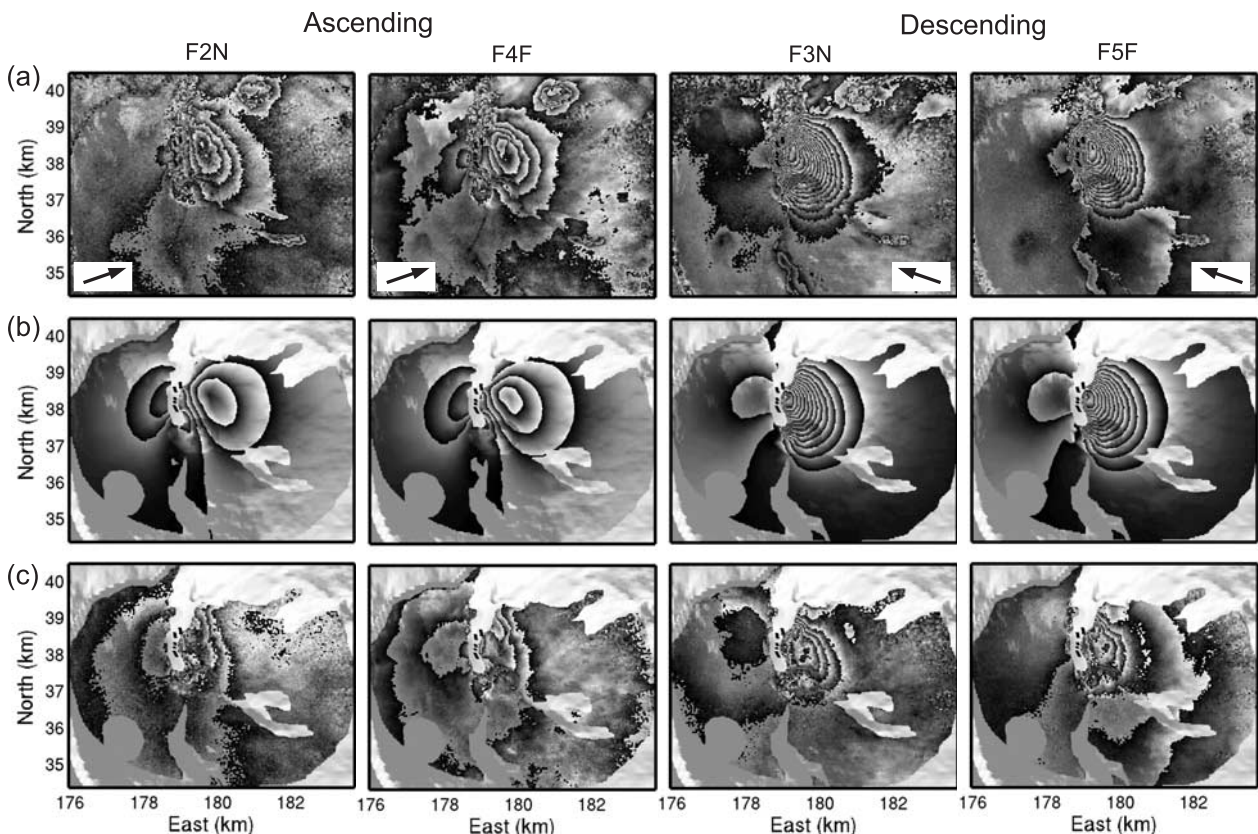 Ascending
Descending
F2N
F4F
F3N
F5F
(a)
40
39
38
37
36
35
North (km)
(b)
40
39
38
37
36
35
North (km)
(c)
40
39
38
37
36
35
North (km)
176
178
180
182
176
178
180
182
176
178
180
182
176
178
180
182
East (km)
East (km)
East (km)
East (km)